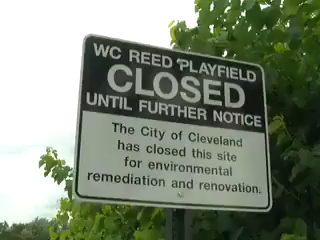 WC REED PLAYFIELD
CLOSED
UNTIL FURTHER NOTICE
The City of Cleveland
has closed this site
for environmental
remediation and renovation.